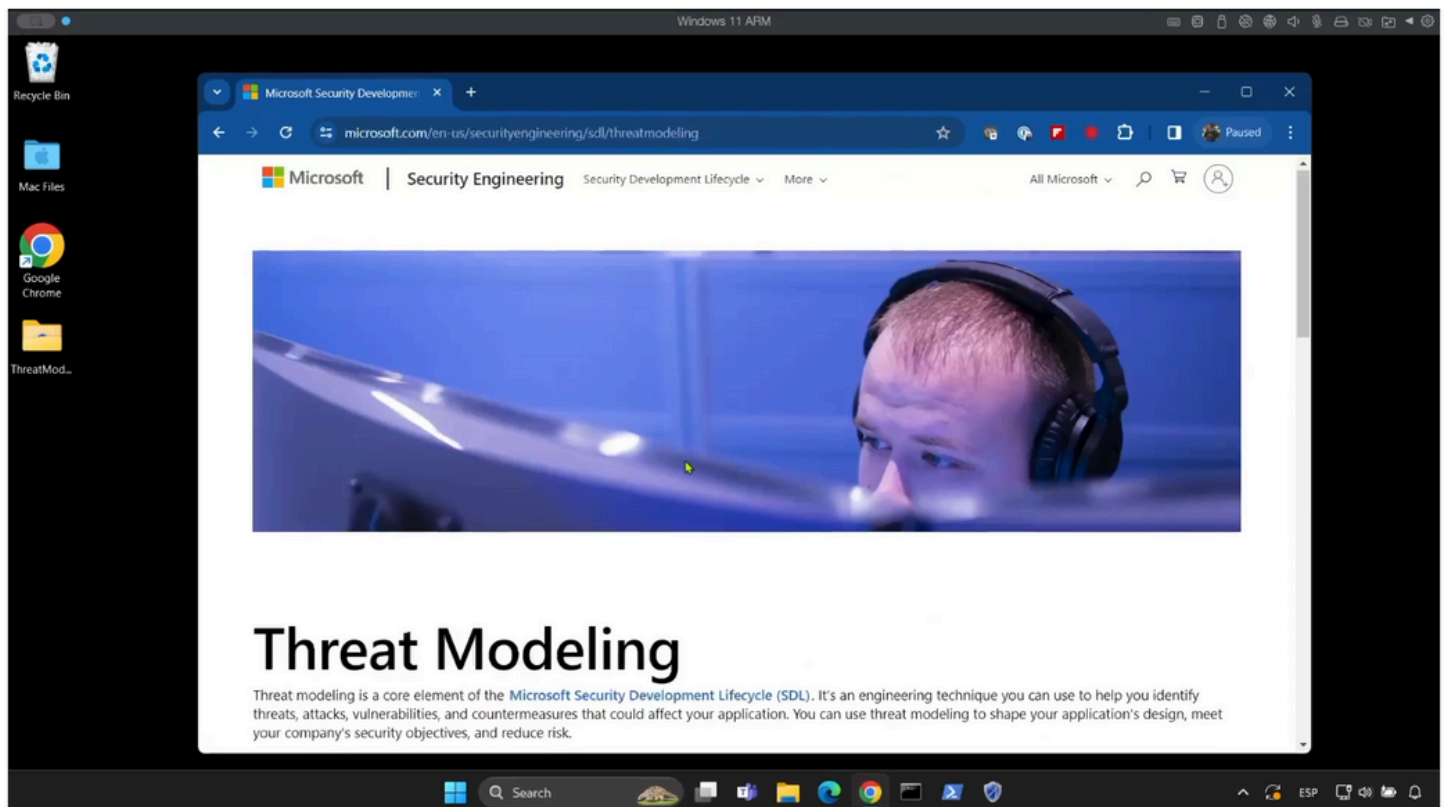 Windows 11 ARM
Recycle Bin
Mac Files
Google
Chrome
ThreatMod...
Microsoft Security Developmen
microsoft.com/en-us/securityengineering/sdl/threatmodeling
Paused
Microsoft
Security Engineering
Security Development Lifecycle
More
All Microsoft
Threat Modeling
Threat modeling is a core element of the Microsoft Security Development Lifecycle (SDL). It's an engineering technique you can use to help you identify
threats, attacks, vulnerabilities, and countermeasures that could affect your application. You can use threat modeling to shape your application's design, meet
your company's security objectives, and reduce risk.
Search
ESP